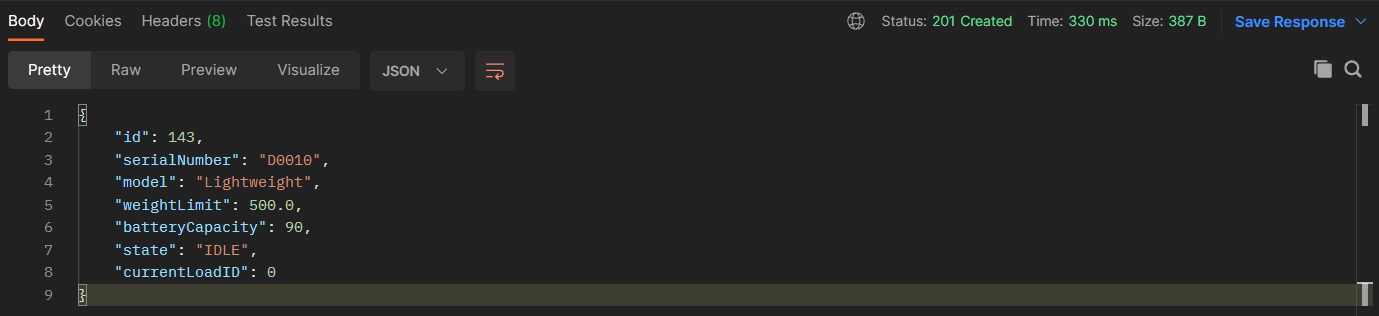 Body Cookies Headers (8) Test Results Status: 201 Created Time: 330 ms Size: 387 B Save Response
Pretty Raw Preview Visualize JSON
1 {
2 "id": 143,
3 "serialNumber": "D0010",
4 "model": "Lightweight",
5 "weightLimit": 500.0,
6 "batteryCapacity": 90,
7 "state": "IDLE",
8 "currentLoadID": 0
9 }